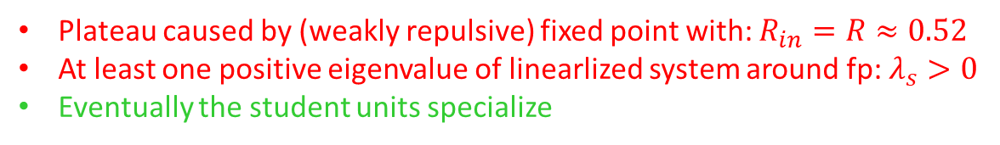 • Plateau caused by (weakly repulsive) fixed point with: $R_{in} = R \approx 0.52$
• At least one positive eigenvalue of linearlized system around fp: $\lambda_s > 0$
• Eventually the student units specialize